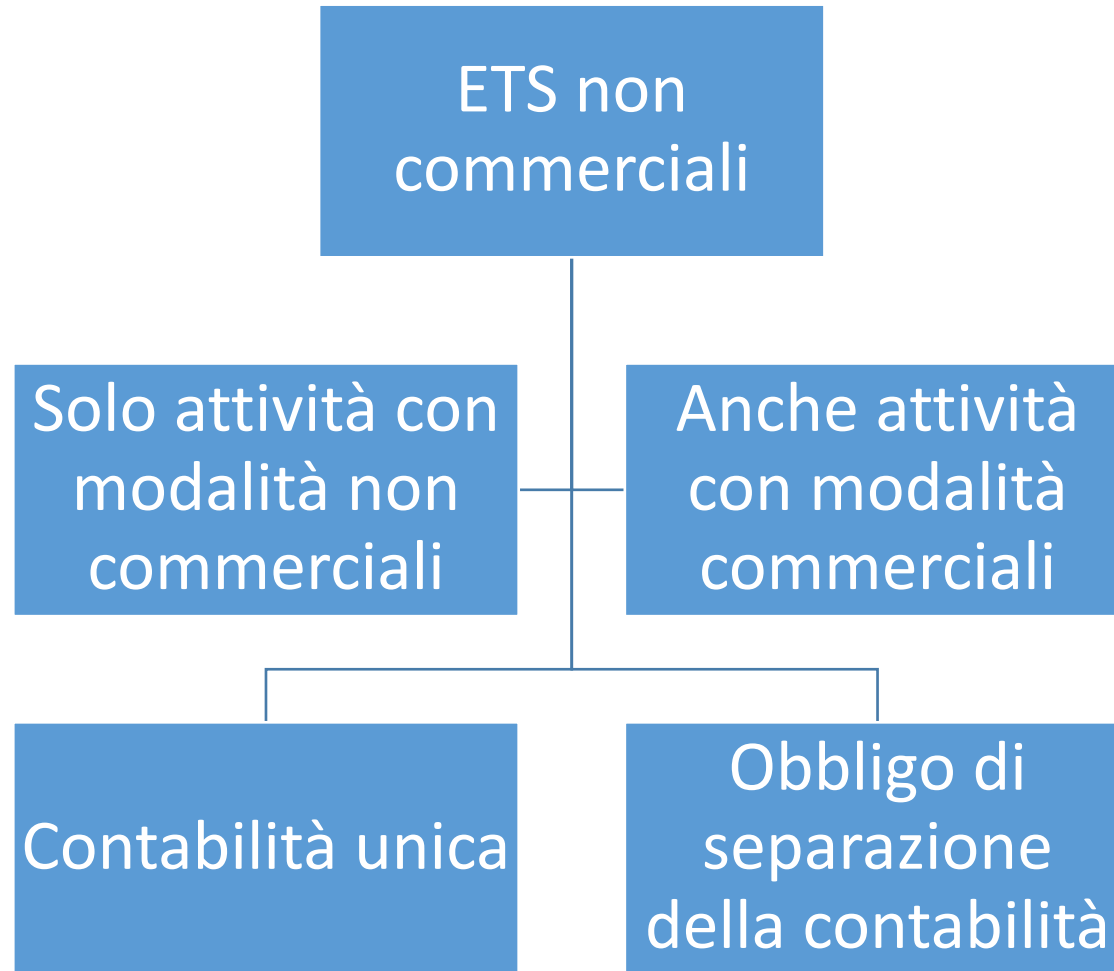 ETS non
commerciali
Solo attività con
modalità non
commerciali
Anche attività
con modalità
commerciali
Contabilità unica
Obbligo di
separazione
della contabilità